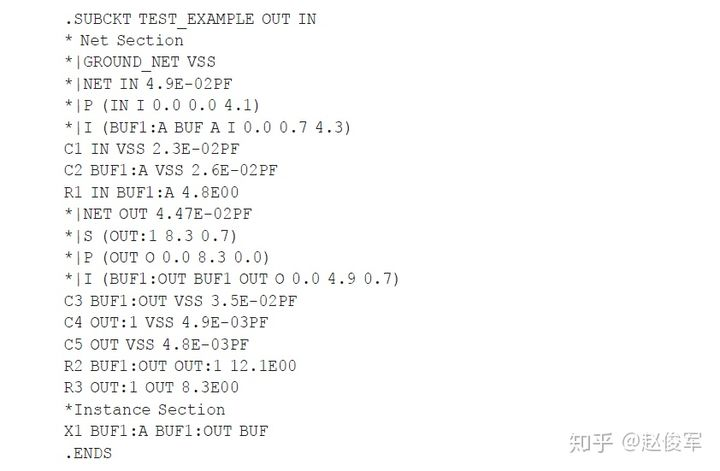 .SUBCKT TEST_EXAMPLE OUT IN
* Net Section
*|GROUND_NET VSS
*|NET IN 4.9E-02PF
*|P (IN I 0.0 0.0 4.1)
*|I (BUF1:A BUF A I 0.0 0.7 4.3)
C1 IN VSS 2.3E-02PF
C2 BUF1:A VSS 2.6E-02PF
R1 IN BUF1:A 4.8E00
*|NET OUT 4.47E-02PF
*|S (OUT:1 8.3 0.7)
*|P (OUT O 0.0 8.3 0.0)
*|I (BUF1:OUT BUF1 OUT O 0.0 4.9 0.7)
C3 BUF1:OUT VSS 3.5E-02PF
C4 OUT:1 VSS 4.9E-03PF
C5 OUT VSS 4.8E-03PF
R2 BUF1:OUT OUT:1 12.1E00
R3 OUT:1 OUT 8.3E00
*Instance Section
X1 BUF1:A BUF1:OUT BUF
.ENDS
知乎 @赵俊军